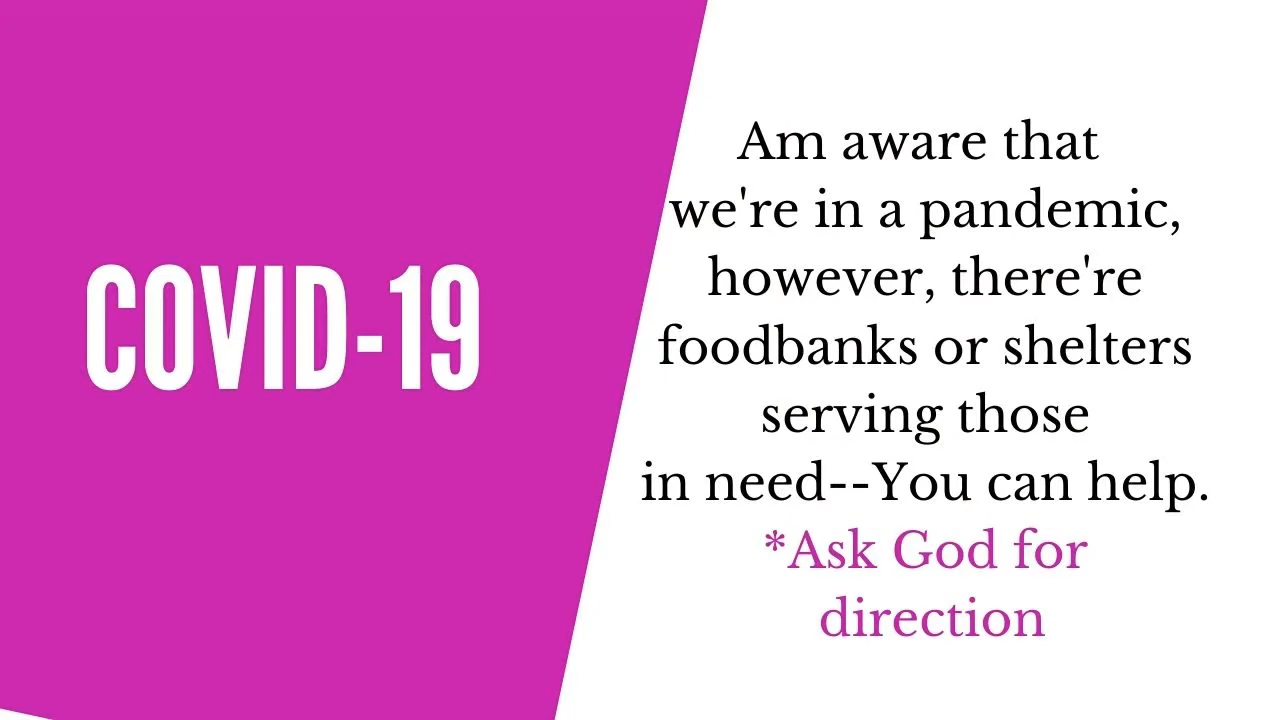 COVID-19
Am aware that
we're in a pandemic,
however, there're
foodbanks or shelters
serving those
in need--You can help.
*Ask God for
direction